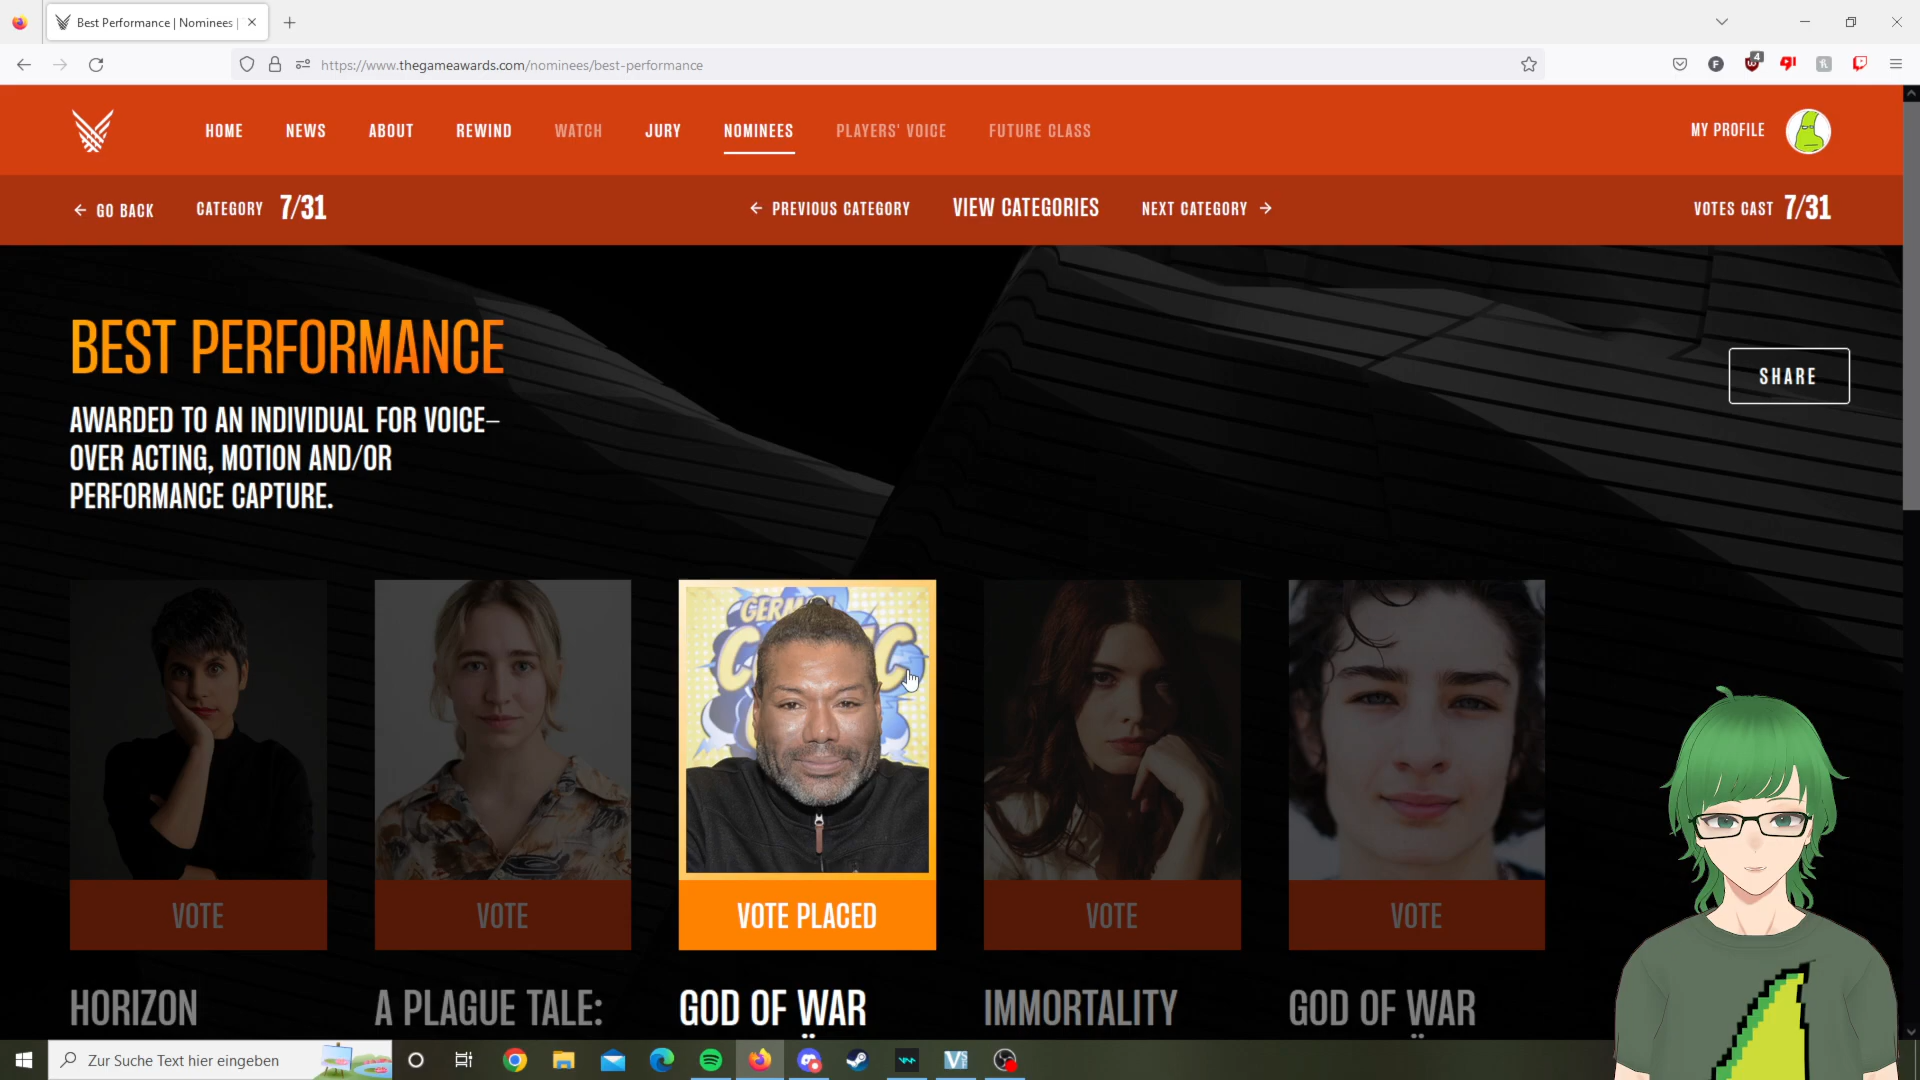 Best Performance | Nominees |
https://www.thegameawards.com/nominees/best-performance
4
F
HOME NEWS ABOUT REWIND WATCH JURY NOMINEES PLAYERS' VOICE FUTURE CLASS MY PROFILE
← GO BACK CATEGORY 7/31 ← PREVIOUS CATEGORY VIEW CATEGORIES NEXT CATEGORY → VOTES CAST 7/31
BEST PERFORMANCE
SHARE
AWARDED TO AN INDIVIDUAL FOR VOICE-
OVER ACTING, MOTION AND/OR
PERFORMANCE CAPTURE.
VOTE VOTE VOTE PLACED VOTE VOTE
HORIZON A PLAGUE TALE: GOD OF WAR IMMORTALITY GOD OF WAR
Zur Suche Text hier eingeben